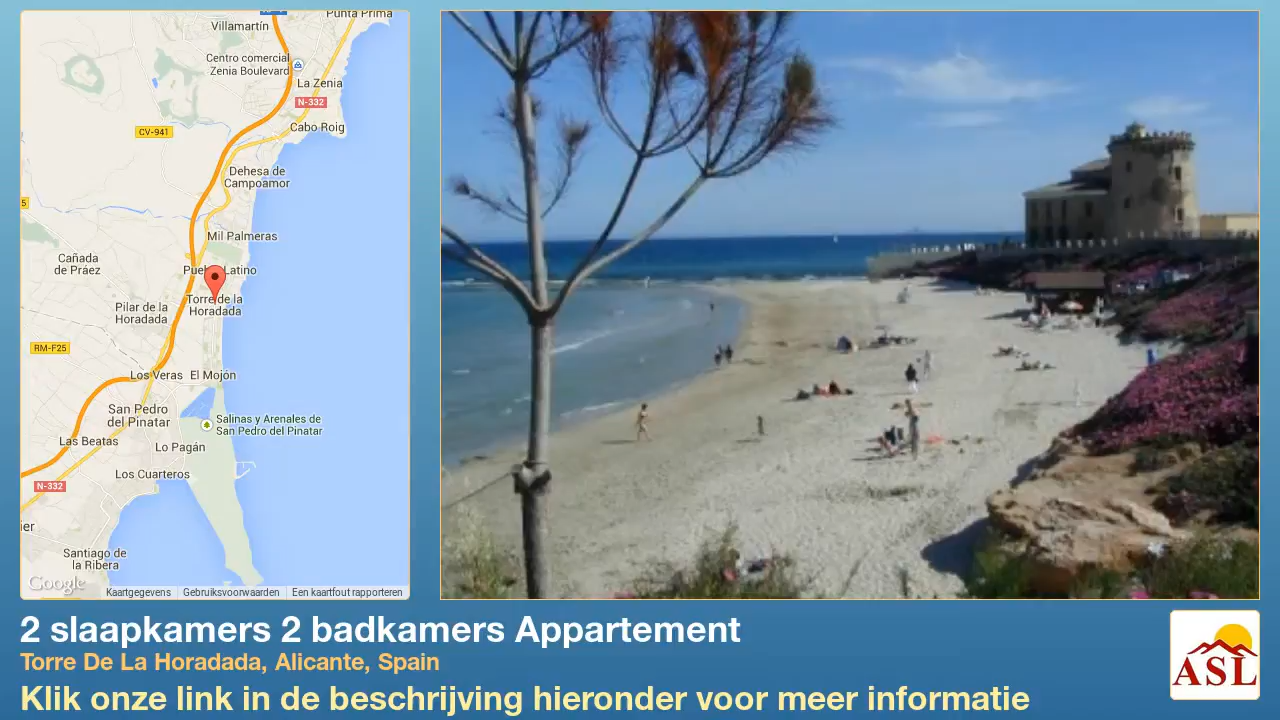 Punta Prima
Villamartín
Centro comercial
Zenia Boulevard
La Zenia
N-332
Cabo Roig
CV-941
Dehesa de
Campoamor
5
Mil Palmeras
Cañada
de Práez
Torre de la
Horadada
Pilar de la
Horadada
RM-F25
Los Veras
El Mojón
San Pedro
del Pinatar
Salinas y Arenales de
San Pedro del Pinatar
Las Beatas
Lo Pagán
Los Cuarteros
N-332
ier
Santiago de
la Ribera
Google
Kaartgegevens
Gebruiksvoorwaarden
Een kaartfout rapporteren
2 slaapkamers 2 badkamers Appartement
Torre De La Horadada, Alicante, Spain
Klik onze link in de beschrijving hieronder voor meer informatie
ASL